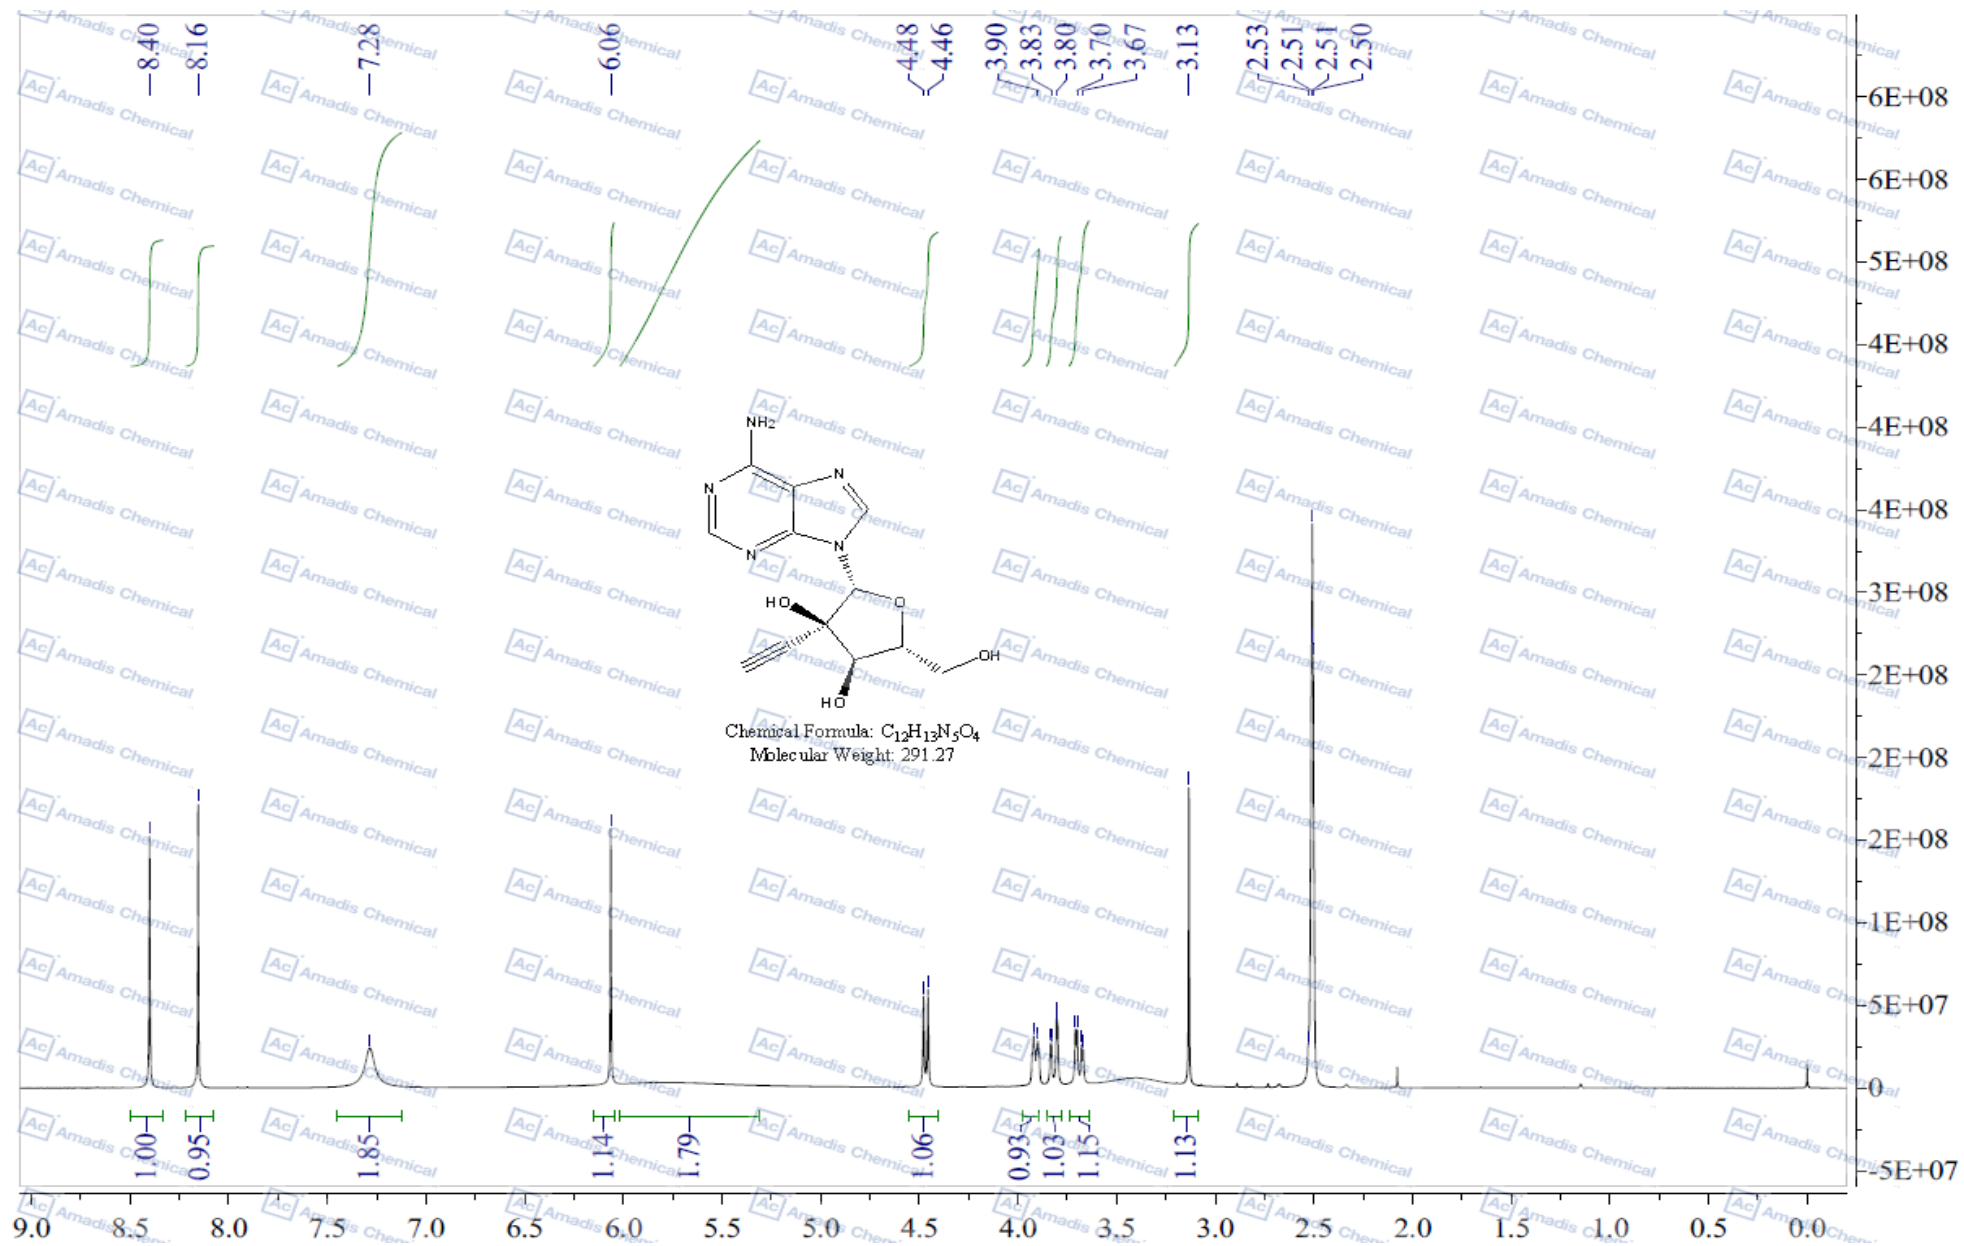 8.40
8.16
7.28
6.06
4.48
4.46
3.90
3.83
3.80
3.70
3.67
3.13
2.53
2.51
2.51
2.50
6E+08
6E+08
5E+08
4E+08
4E+08
4E+08
3E+08
2E+08
2E+08
2E+08
1E+08
5E+07
0
-5E+07
NH2
N
N
N
N
HO
O
OH
HO
Chemical Formula: C12H13N5O4
Molecular Weight: 291.27
1.00
0.95
1.85
1.14
1.79
1.06
0.93
1.03
1.15
1.13
9.0 8.5 8.0 7.5 7.0 6.5 6.0 5.5 5.0 4.5 4.0 3.5 3.0 2.5 2.0 1.5 1.0 0.5 0.0
Ac Amadis Chemical